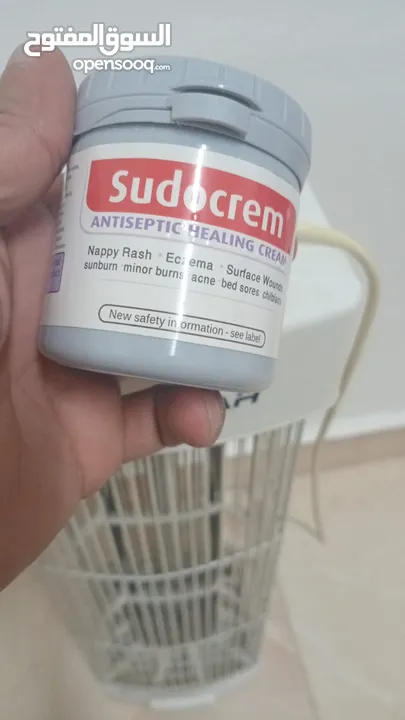 السوق المفتوح
opensooq.com
Sudocrem
ANTISEPTIC HEALING CREAM
Nappy Rash · Eczema · Surface Wounds
sunburn minor burns acne bed sores chilblains
New safety information - see label
AH